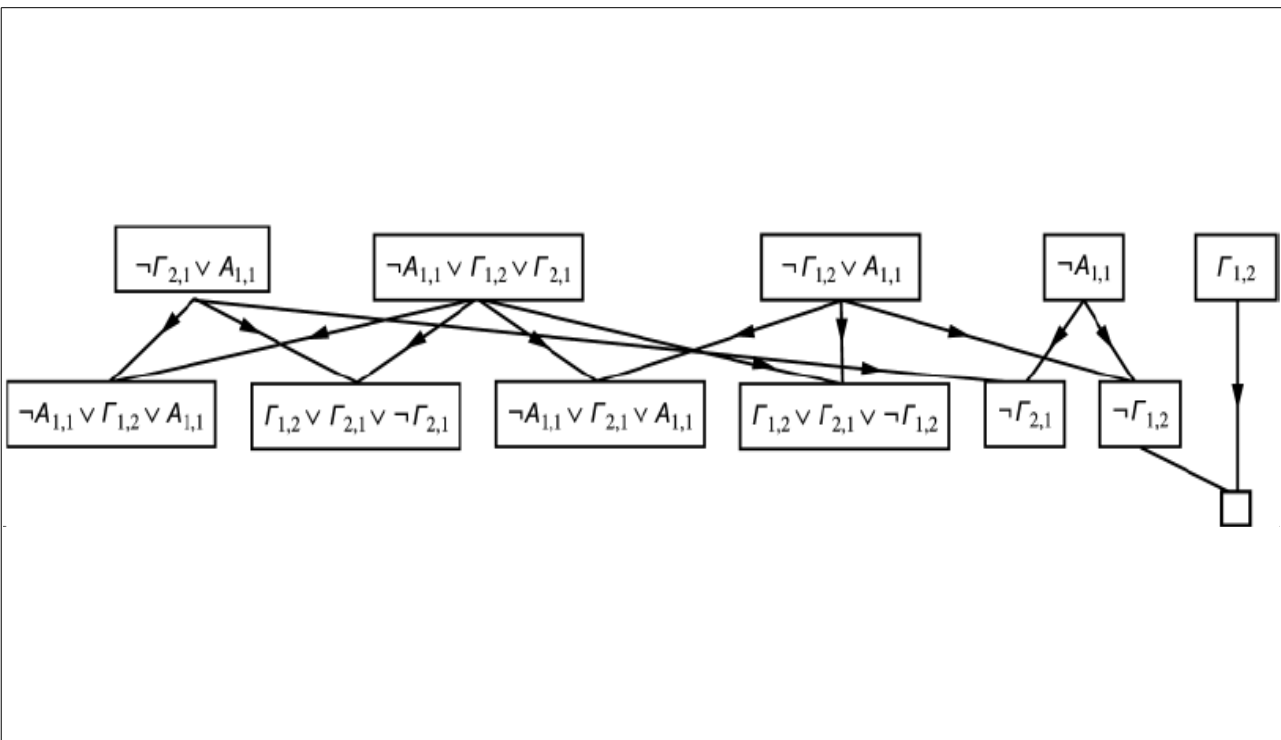 ¬Γ2,1 ∨ A1,1
¬A1,1 ∨ Γ1,2 ∨ Γ2,1
¬Γ1,2 ∨ A1,1
¬A1,1
Γ1,2
¬A1,1 ∨ Γ1,2 ∨ A1,1
Γ1,2 ∨ Γ2,1 ∨ ¬Γ2,1
¬A1,1 ∨ Γ2,1 ∨ A1,1
Γ1,2 ∨ Γ2,1 ∨ ¬Γ1,2
¬Γ2,1
¬Γ1,2